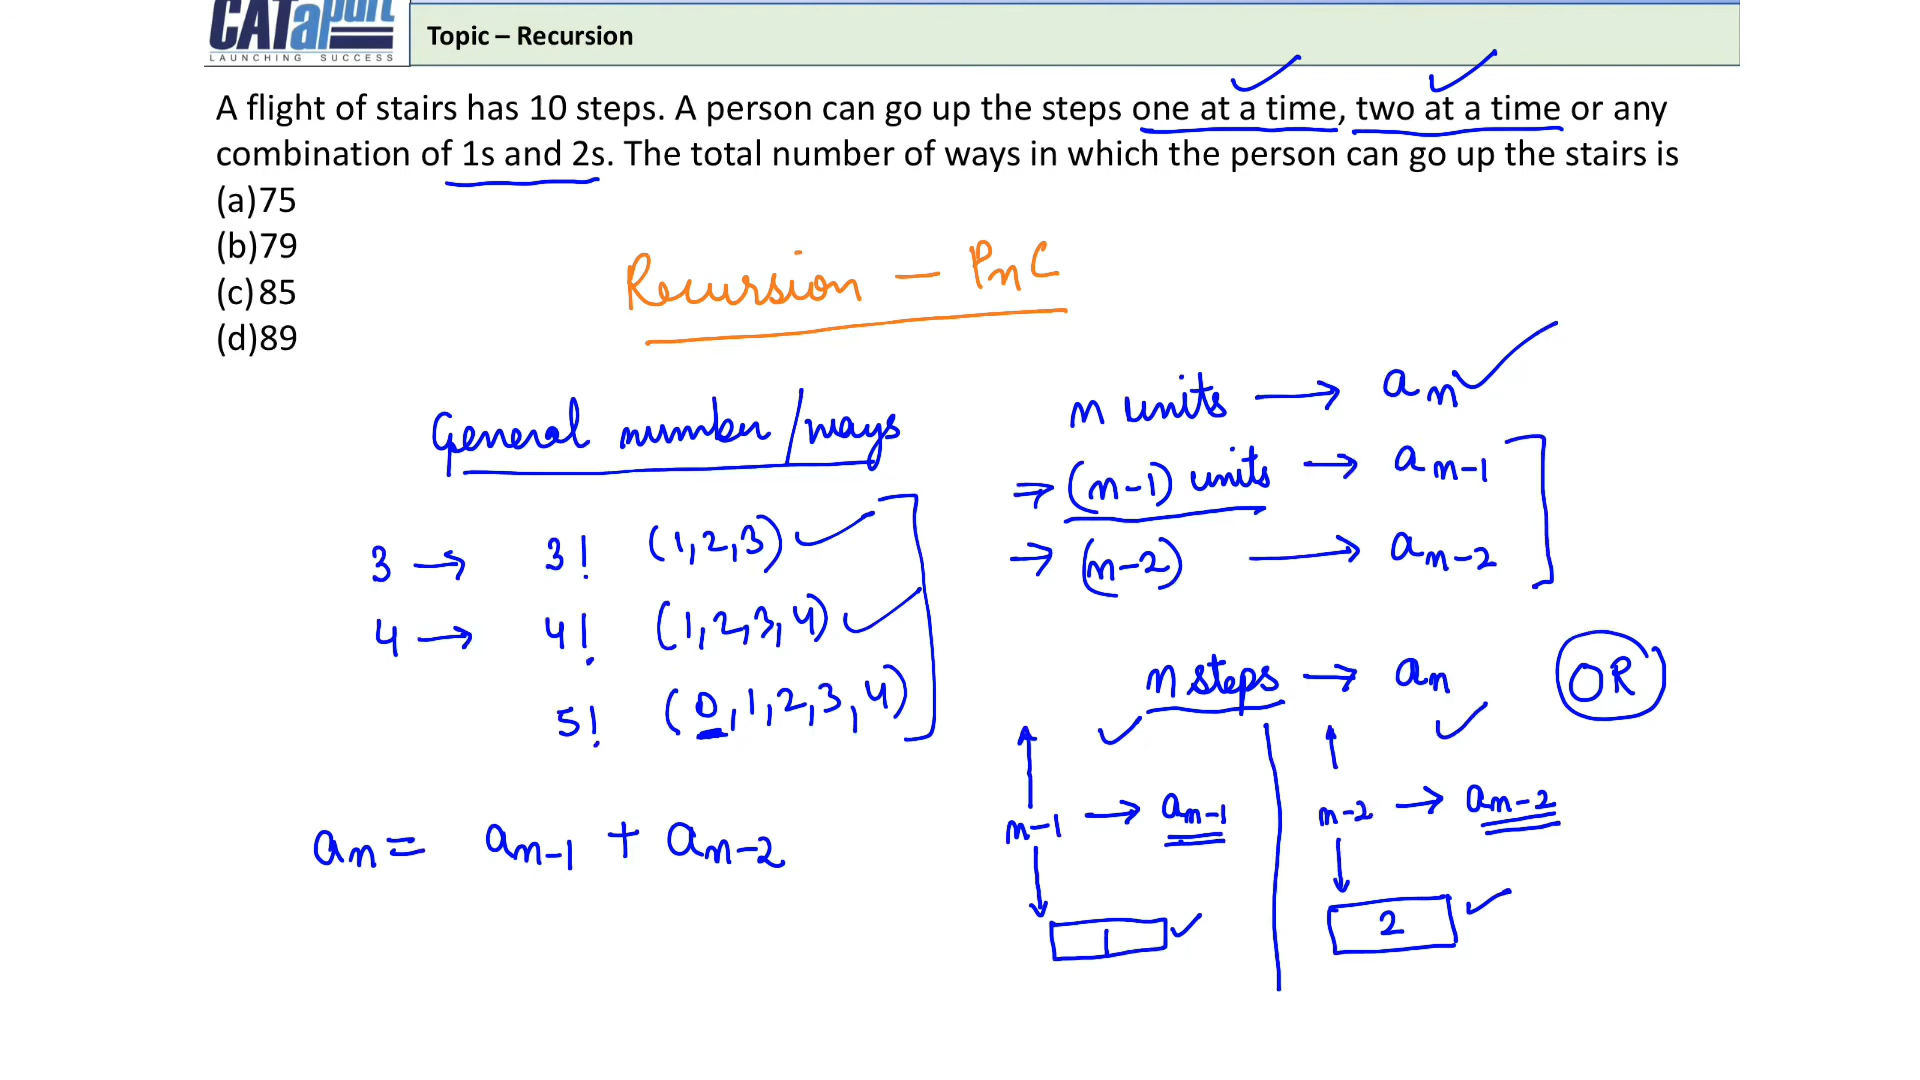 CATapult
LAUNCHING SUCCESS
Topic – Recursion
A flight of stairs has 10 steps. A person can go up the steps one at a time, two at a time or any
combination of 1s and 2s. The total number of ways in which the person can go up the stairs is
(a)75
(b)79
(c)85
(d)89
Recursion – PnC
General number/ways
3 → 3! (1,2,3)
4 → 4! (1,2,3,4)
5! (0,1,2,3,4)
an = an-1 + an-2
n units → an
⇒ (n-1) units → an-1
→ (n-2) → an-2
n steps → an OR
n-1 → an-1
n-2 → an-2
1
2